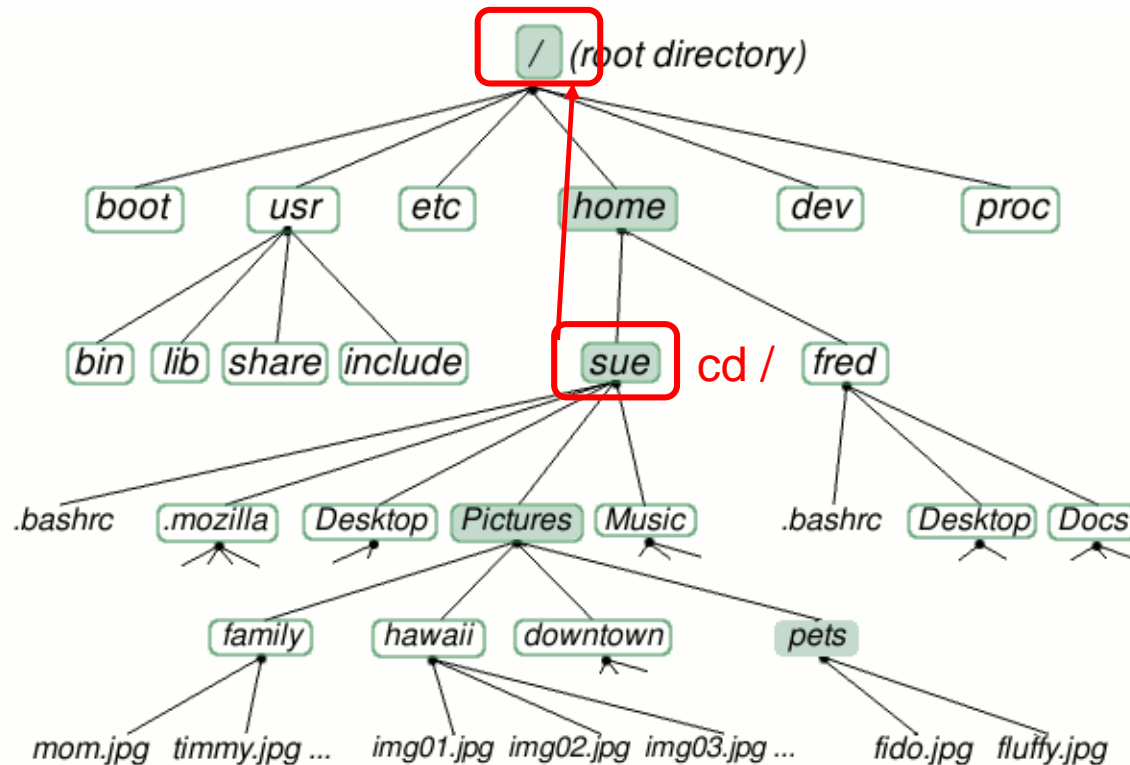 / (root directory)
boot usr etc home dev proc
bin lib share include sue cd / fred
.bashrc .mozilla Desktop Pictures Music .bashrc Desktop Docs
family hawaii downtown pets
mom.jpg timmy.jpg ... img01.jpg img02.jpg img03.jpg ... fido.jpg fluffy.jpg